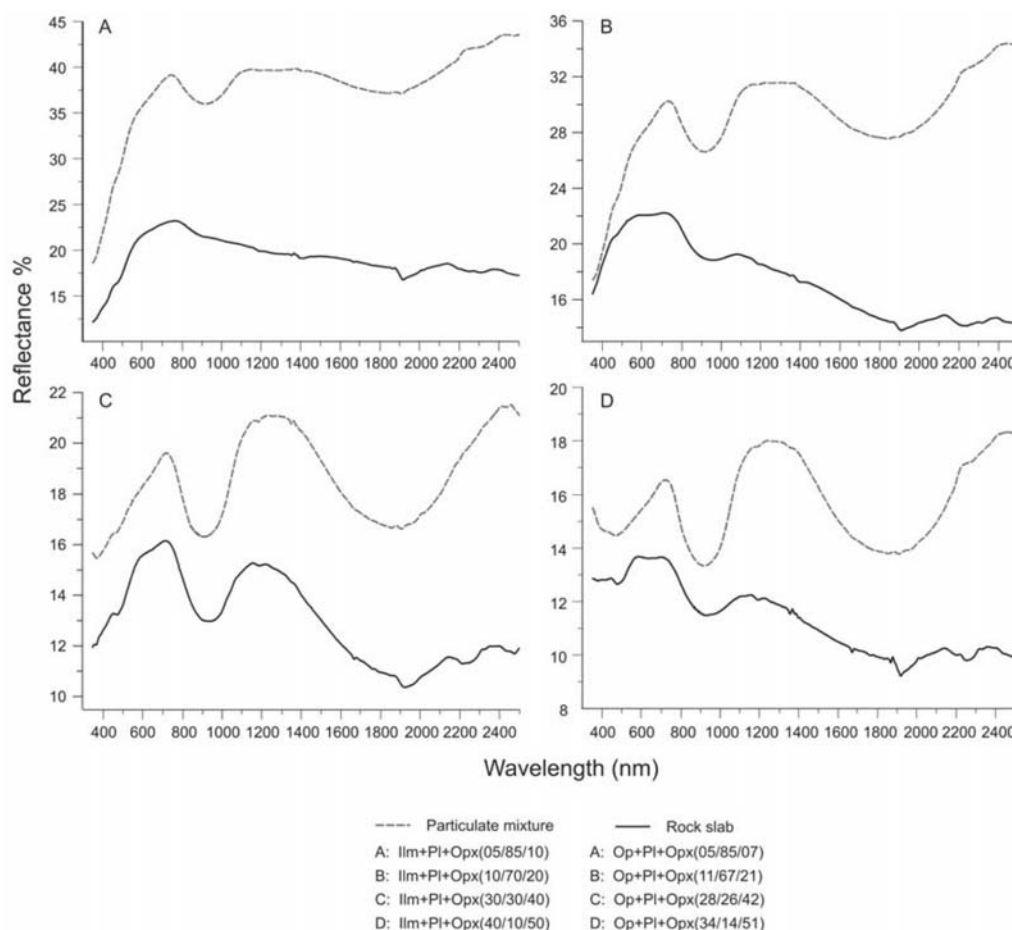 A
B
45
40
35
30
25
20
15
36
32
28
24
20
16
400 600 800 1000 1200 1400 1600 1800 2000 2200 2400
400 600 800 1000 1200 1400 1600 1800 2000 2200 2400
Reflectance %
C
D
22
20
18
16
14
12
10
20
18
16
14
12
10
8
400 600 800 1000 1200 1400 1600 1800 2000 2200 2400
400 600 800 1000 1200 1400 1600 1800 2000 2200 2400
Wavelength (nm)
Particulate mixture
Rock slab
A: Ilm+Pl+Opx(05/85/10)
A: Op+Pl+Opx(05/85/07)
B: Ilm+Pl+Opx(10/70/20)
B: Op+Pl+Opx(11/67/21)
C: Ilm+Pl+Opx(30/30/40)
C: Op+Pl+Opx(28/26/42)
D: Ilm+Pl+Opx(40/10/50)
D: Op+Pl+Opx(34/14/51)